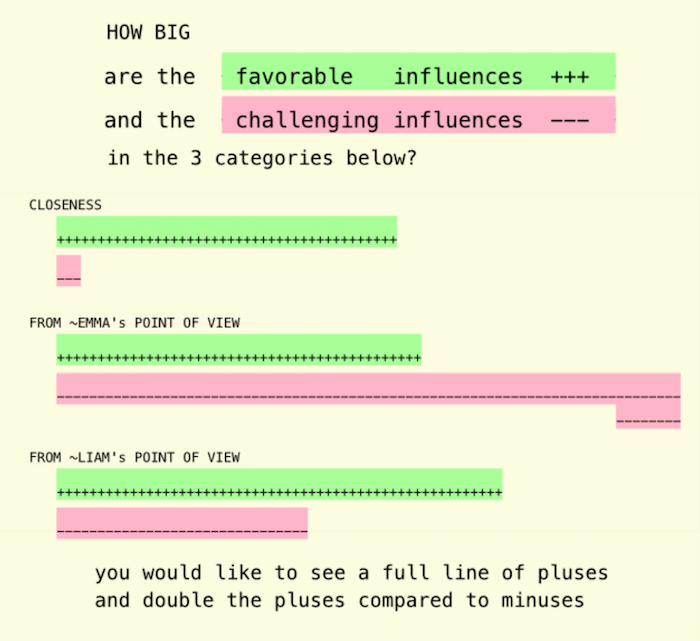 HOW BIG
are the favorable influences +++
and the challenging influences ---
in the 3 categories below?
CLOSENESS
++++++++++++++++++++++++++++++++++++++++++
---
FROM ~EMMA's POINT OF VIEW
+++++++++++++++++++++++++++++++++++++++++++++
-----------------------------------------------------------------------------
--------
FROM ~LIAM's POINT OF VIEW
+++++++++++++++++++++++++++++++++++++++++++++++++++++++
-------------------------------
you would like to see a full line of pluses
and double the pluses compared to minuses